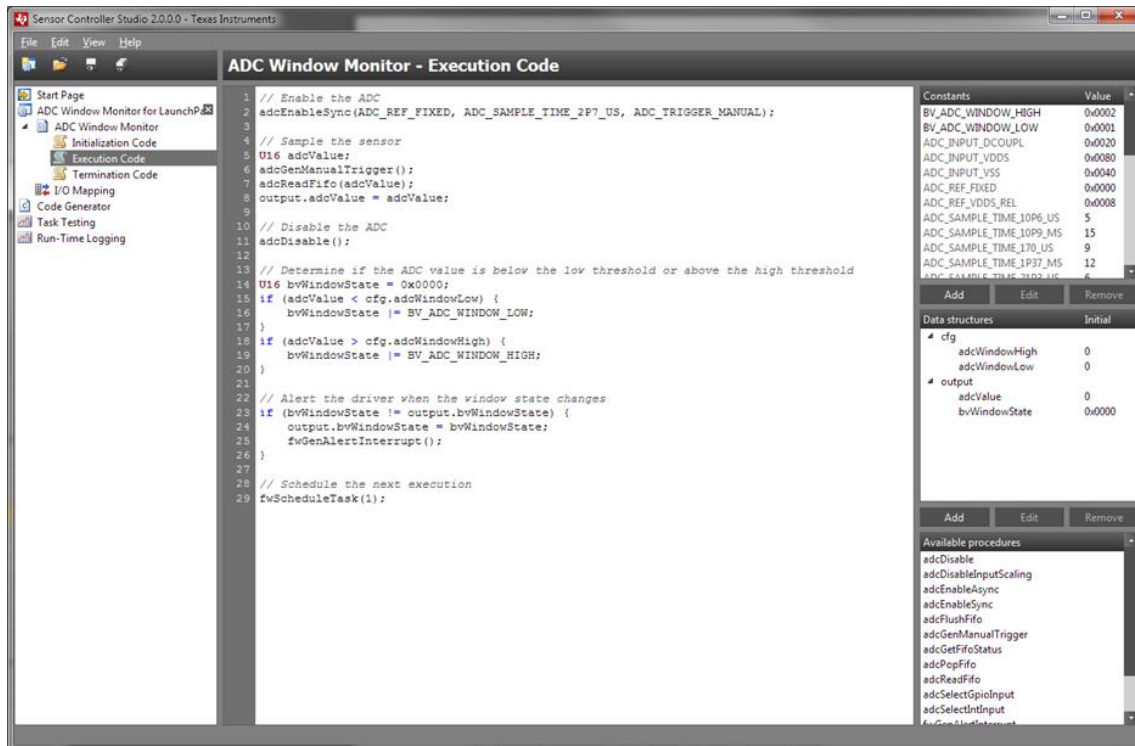 Sensor Controller Studio 2.0.0.0 - Texas Instruments
File Edit View Help
ADC Window Monitor - Execution Code
Start Page
ADC Window Monitor for LaunchPa
ADC Window Monitor
Initialization Code
Execution Code
Termination Code
I/O Mapping
Code Generator
Task Testing
Run-Time Logging
1 // Enable the ADC
2 adcEnableSync(ADC_REF_FIXED, ADC_SAMPLE_TIME_2P7_US, ADC_TRIGGER_MANUAL);
3
4 // Sample the sensor
5 U16 adcValue;
6 adcGenManualTrigger();
7 adcReadFifo(adcValue);
8 output.adcValue = adcValue;
9
10 // Disable the ADC
11 adcDisable();
12
13 // Determine if the ADC value is below the low threshold or above the high threshold
14 U16 bvWindowState = 0x0000;
15 if (adcValue < cfg.adcWindowLow) {
16     bvWindowState |= BV_ADC_WINDOW_LOW;
17 }
18 if (adcValue > cfg.adcWindowHigh) {
19     bvWindowState |= BV_ADC_WINDOW_HIGH;
20 }
21
22 // Alert the driver when the window state changes
23 if (bvWindowState != output.bvWindowState) {
24     output.bvWindowState = bvWindowState;
25     fwGenAlertInterrupt();
26 }
27
28 // Schedule the next execution
29 fwScheduleTask(1);
Constants Value
BV_ADC_WINDOW_HIGH 0x0002
BV_ADC_WINDOW_LOW 0x0001
ADC_INPUT_DCOUPL 0x0020
ADC_INPUT_VDDS 0x0080
ADC_INPUT_VSS 0x0040
ADC_REF_FIXED 0x0000
ADC_REF_VDDS_REL 0x0008
ADC_SAMPLE_TIME_10P6_US 5
ADC_SAMPLE_TIME_10P9_MS 15
ADC_SAMPLE_TIME_170_US 9
ADC_SAMPLE_TIME_1P37_MS 12
ADC_SAMPLE_TIME_21P3_US 6
Add Edit Remove
Data structures Initial
cfg
adcWindowHigh 0
adcWindowLow 0
output
adcValue 0
bvWindowState 0x0000
Add Edit Remove
Available procedures
adcDisable
adcDisableInputScaling
adcEnableAsync
adcEnableSync
adcFlushFifo
adcGenManualTrigger
adcGetFifoStatus
adcPopFifo
adcReadFifo
adcSelectGpioInput
adcSelectIntInput
fwGenAlertInterrupt